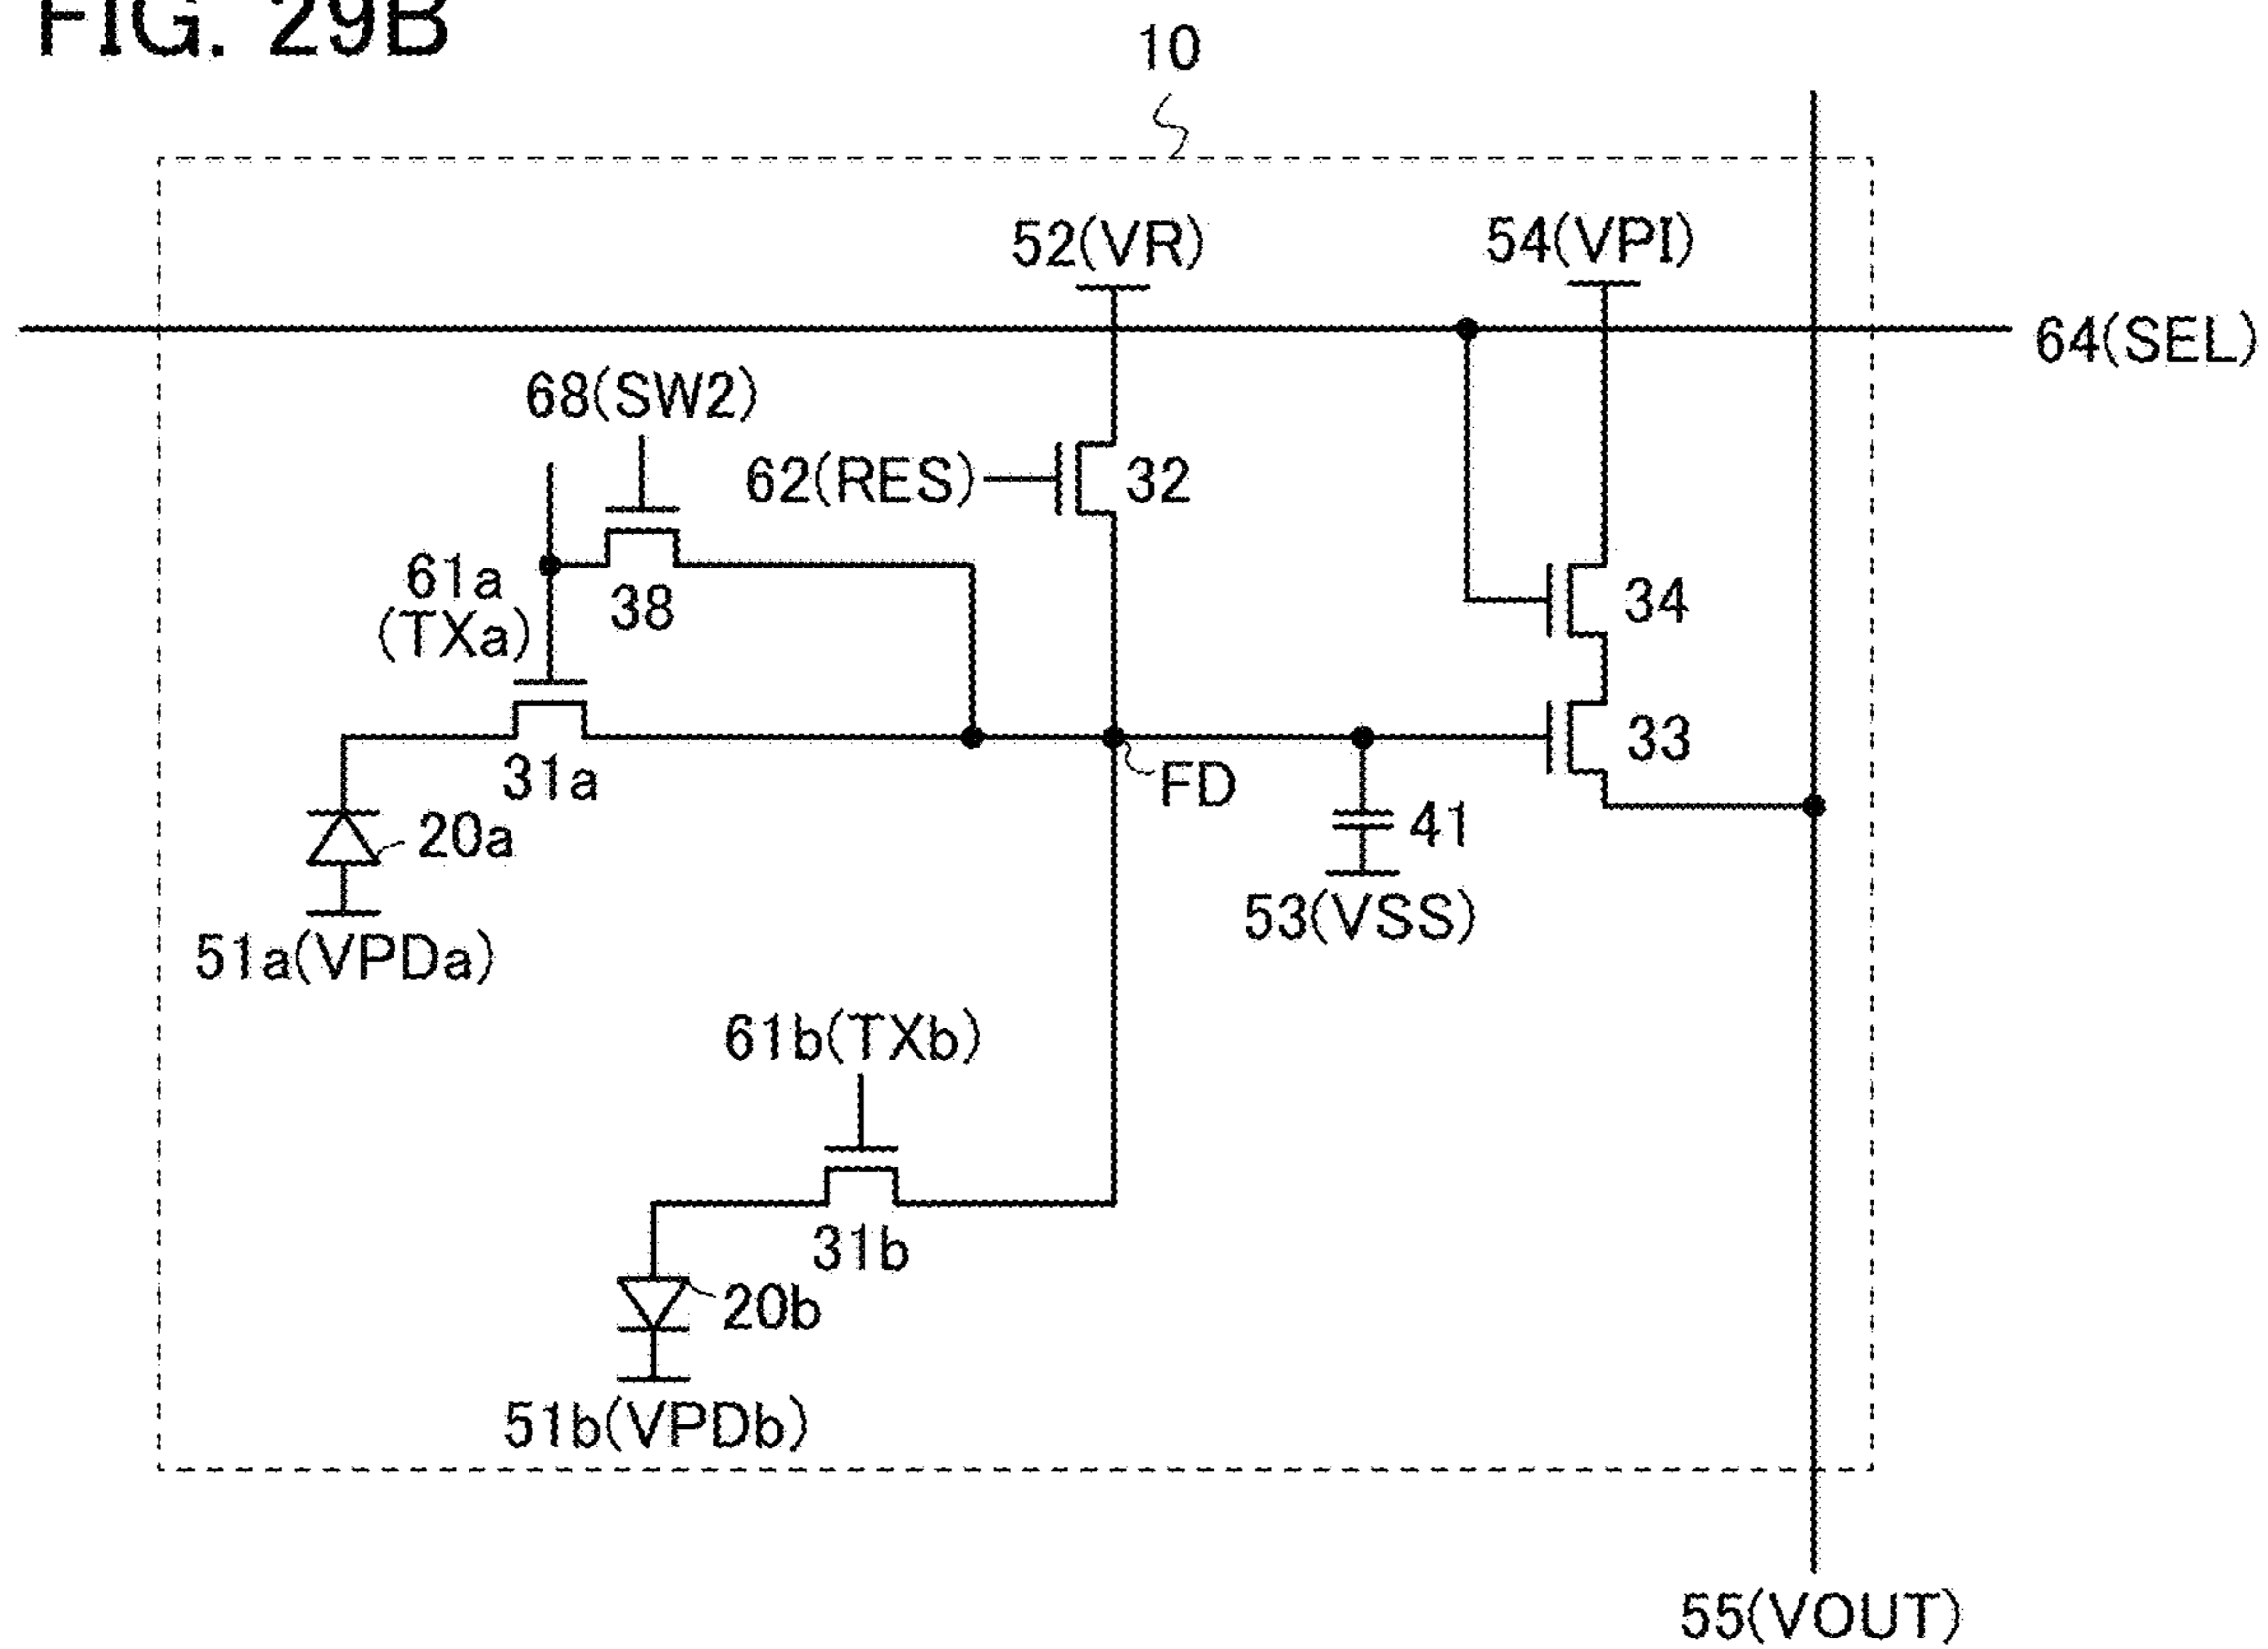 FIG. 29B
10
52(VR)
54(VPI)
64(SEL)
68(SW2)
62(RES)
32
61a
(TXa)
38
34
31a
FD
33
20a
41
53(VSS)
51a(VPDa)
61b(TXb)
31b
20b
51b(VPDb)
55(VOUT)